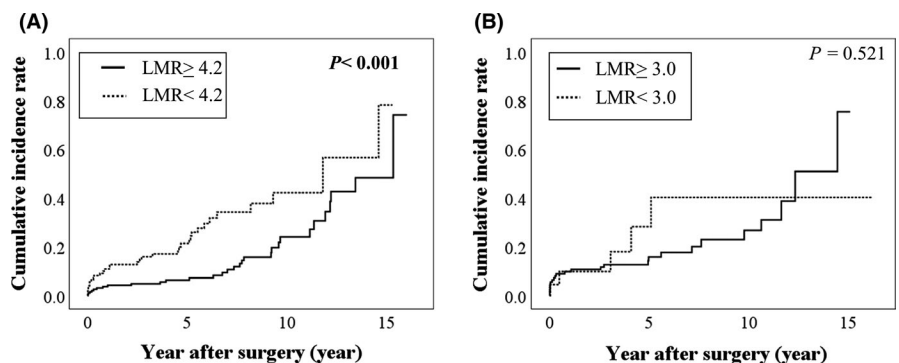 (A)
Cumulative incidence rate
1.0
0.8
0.6
0.4
0.2
0.0
LMR≥ 4.2
LMR< 4.2
P< 0.001
0 5 10 15
Year after surgery (year)
(B)
Cumulative incidence rate
1.0
0.8
0.6
0.4
0.2
0.0
LMR≥ 3.0
LMR< 3.0
P = 0.521
0 5 10 15
Year after surgery (year)